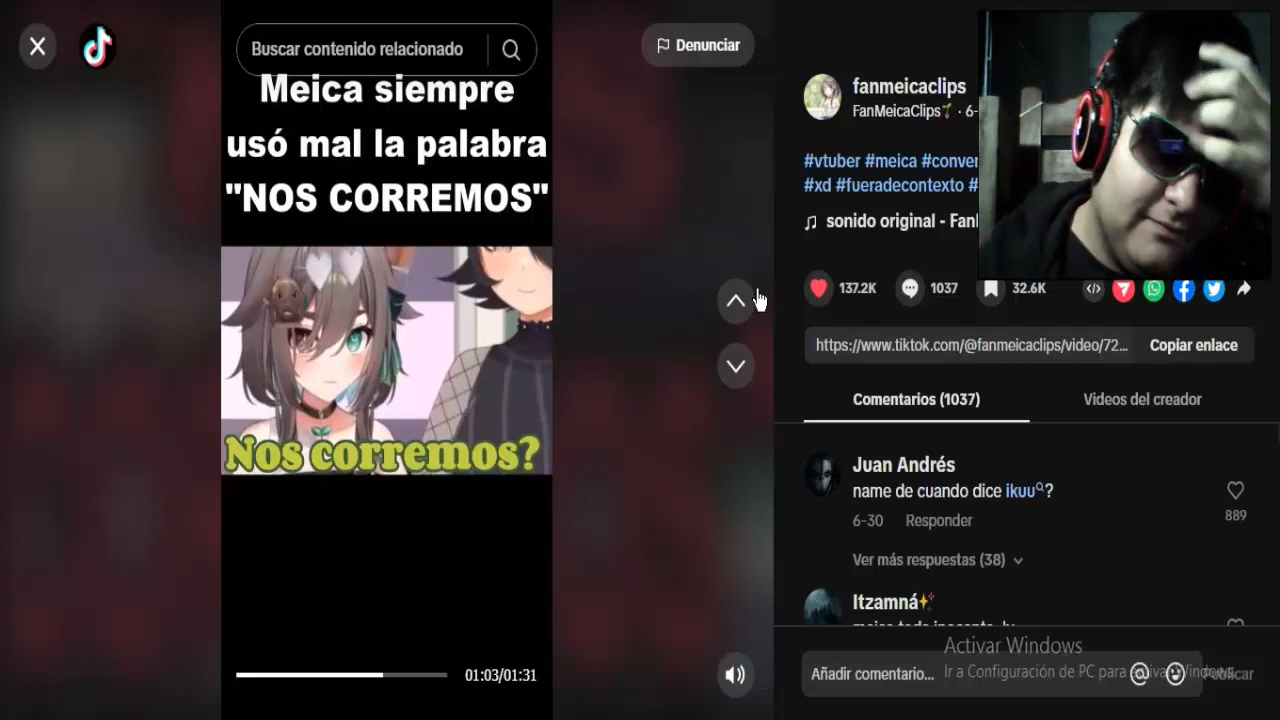 Buscar contenido relacionado
Denunciar
Meica siempre
usó mal la palabra
"NOS CORREMOS"
Nos corremos?
01:03/01:31
fanmeicaclips
FanMeicaClips · 6-
#vtuber #meica #conver
#xd #fueradecontexto #
sonido original - Fan
137.2K
1037
32.6K
https://www.tiktok.com/@fanmeicaclips/video/72...
Copiar enlace
Comentarios (1037)
Videos del creador
Juan Andrés
name de cuando dice ikuu?
6-30
Responder
889
Ver más respuestas (38)
Itzamná
Activar Windows
Ir a Configuración de PC para activar Windows.
Añadir comentario...
Publicar